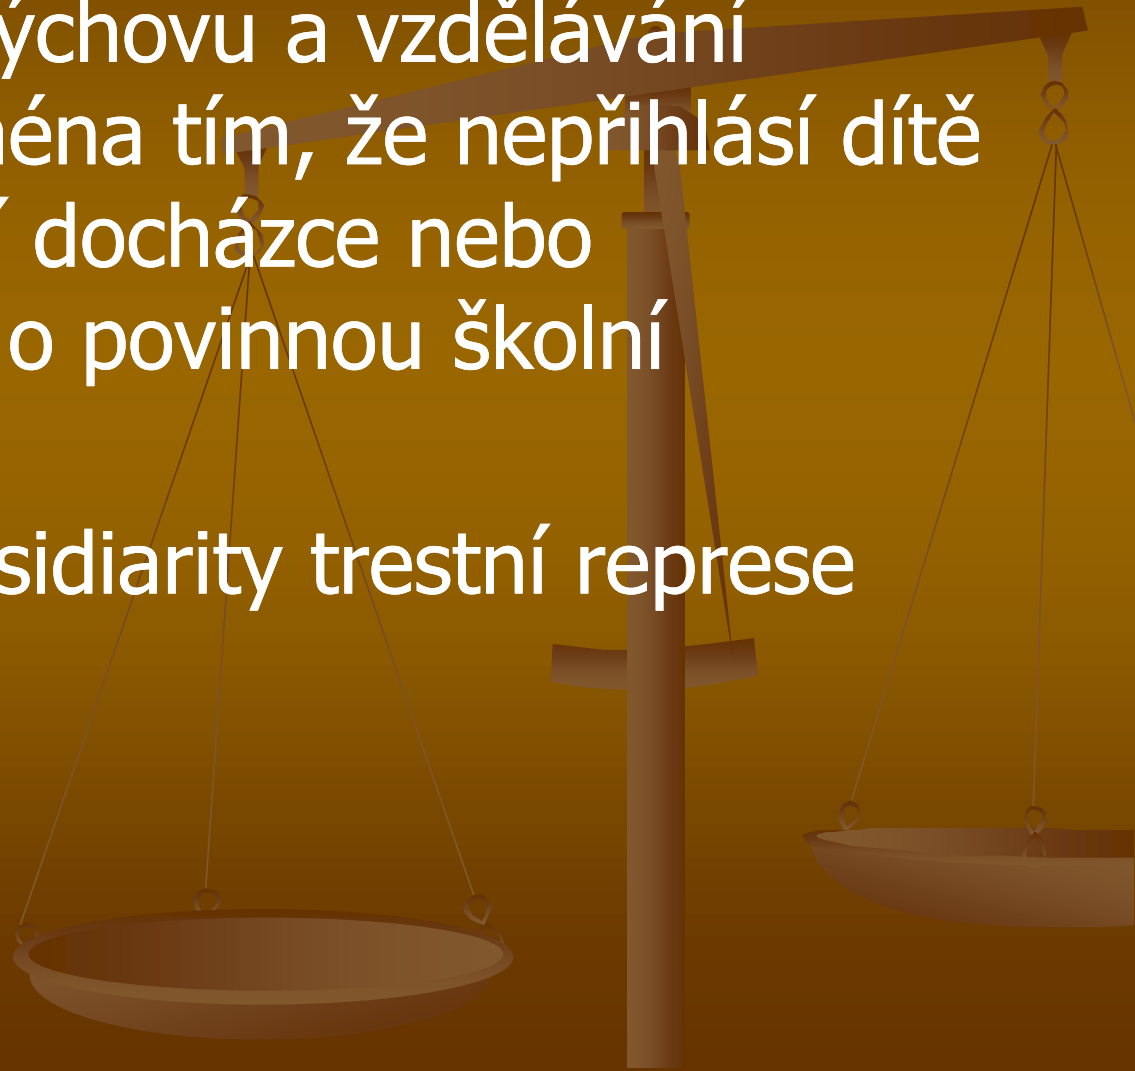 ýchovu a vzdělávání
éna tím, že nepřihlásí dítě
í docházce nebo
o povinnou školní
sidiarity trestní represe